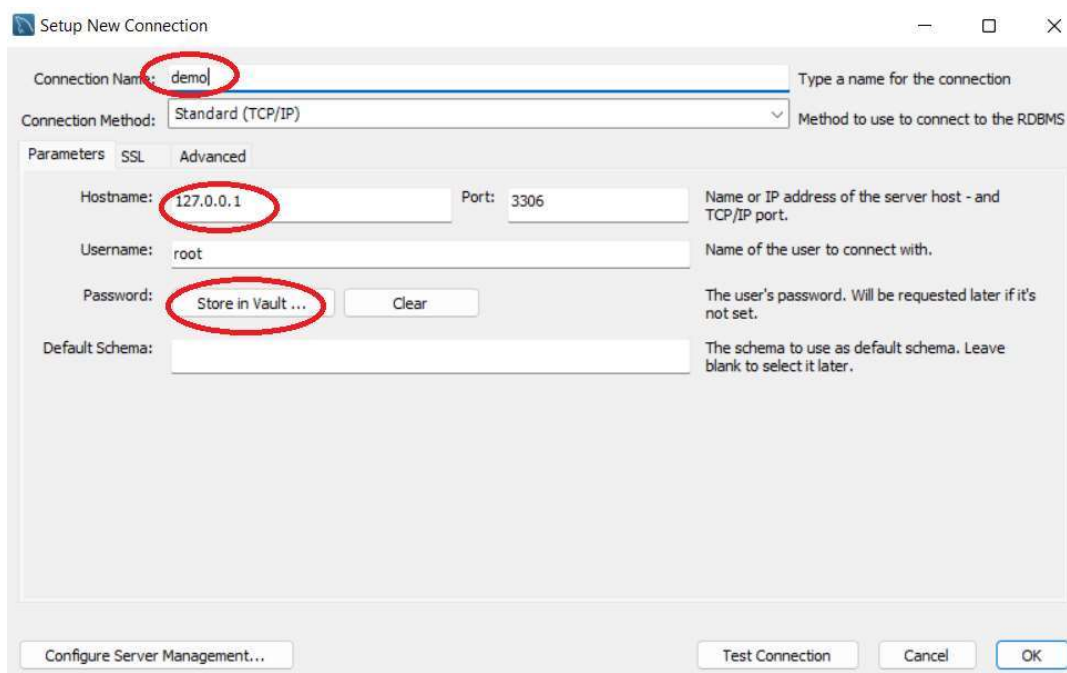 Setup New Connection
Connection Name: demo Type a name for the connection
Connection Method: Standard (TCP/IP) Method to use to connect to the RDBMS
Parameters SSL Advanced
Hostname: 127.0.0.1 Port: 3306 Name or IP address of the server host - and
TCP/IP port.
Username: root Name of the user to connect with.
Password: Store in Vault ... Clear The user's password. Will be requested later if it's
not set.
Default Schema: The schema to use as default schema. Leave
blank to select it later.
Configure Server Management... Test Connection Cancel OK